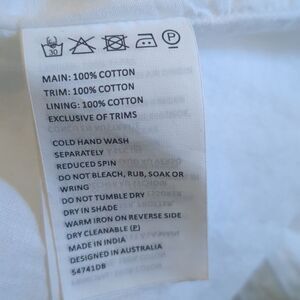 30
P
MAIN: 100% COTTON
TRIM: 100% COTTON
LINING: 100% COTTON
EXCLUSIVE OF TRIMS
COLD HAND WASH
SEPARATELY
REDUCED SPIN
DO NOT BLEACH, RUB, SOAK OR
WRING
DO NOT TUMBLE DRY
DRY IN SHADE
WARM IRON ON REVERSE SIDE
DRY CLEANABLE (P)
MADE IN INDIA
DESIGNED IN AUSTRALIA
54741DB